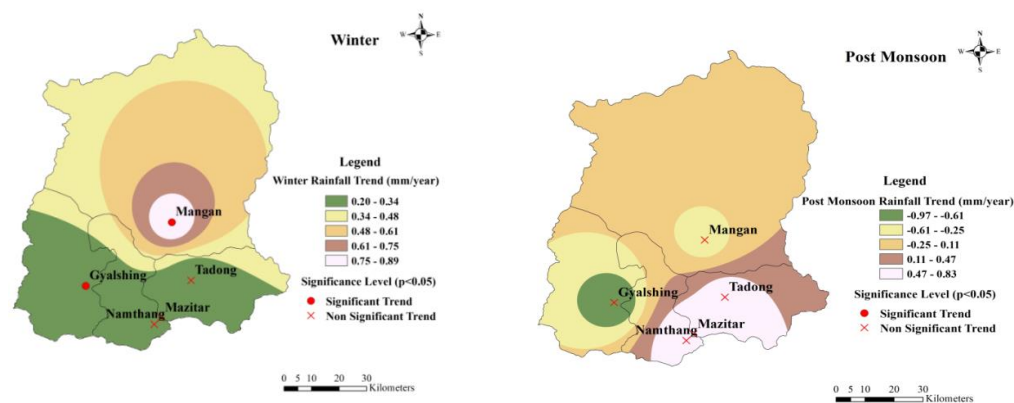 Winter
N
W E
S
Mangan
Gyalshing
Tadong
Namthang
Mazitar
Legend
Winter Rainfall Trend (mm/year)
0.20 - 0.34
0.34 - 0.48
0.48 - 0.61
0.61 - 0.75
0.75 - 0.89
Significance Level (p<0.05)
Significant Trend
Non Significant Trend
0 5 10 20 30
Kilometers
Post Monsoon
N
W E
S
Mangan
Gyalshing
Tadong
Namthang
Mazitar
Legend
Post Monsoon Rainfall Trend (mm/year)
-0.97 - -0.61
-0.61 - -0.25
-0.25 - 0.11
0.11 - 0.47
0.47 - 0.83
Significance Level (p<0.05)
Significant Trend
Non Significant Trend
0 5 10 20 30
Kilometers